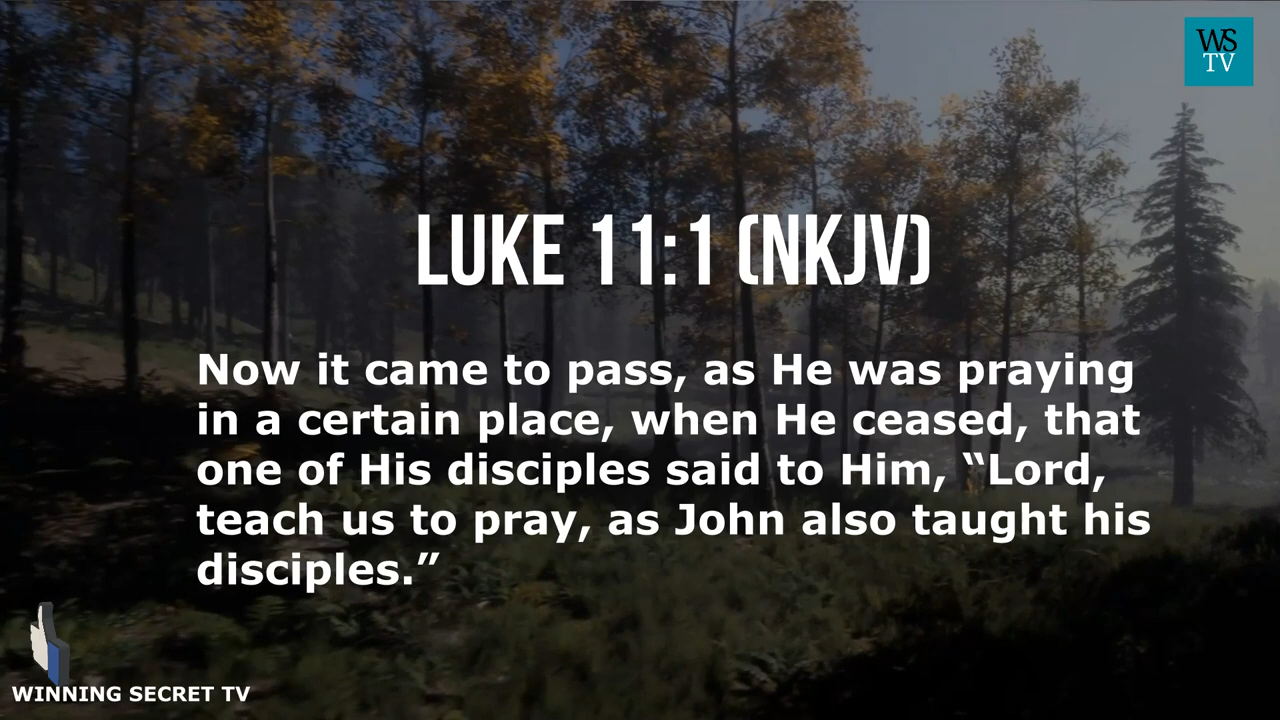 WS
TV
LUKE 11:1 (NKJV)
Now it came to pass, as He was praying
in a certain place, when He ceased, that
one of His disciples said to Him, “Lord,
teach us to pray, as John also taught his
disciples.”
WINNING SECRET TV